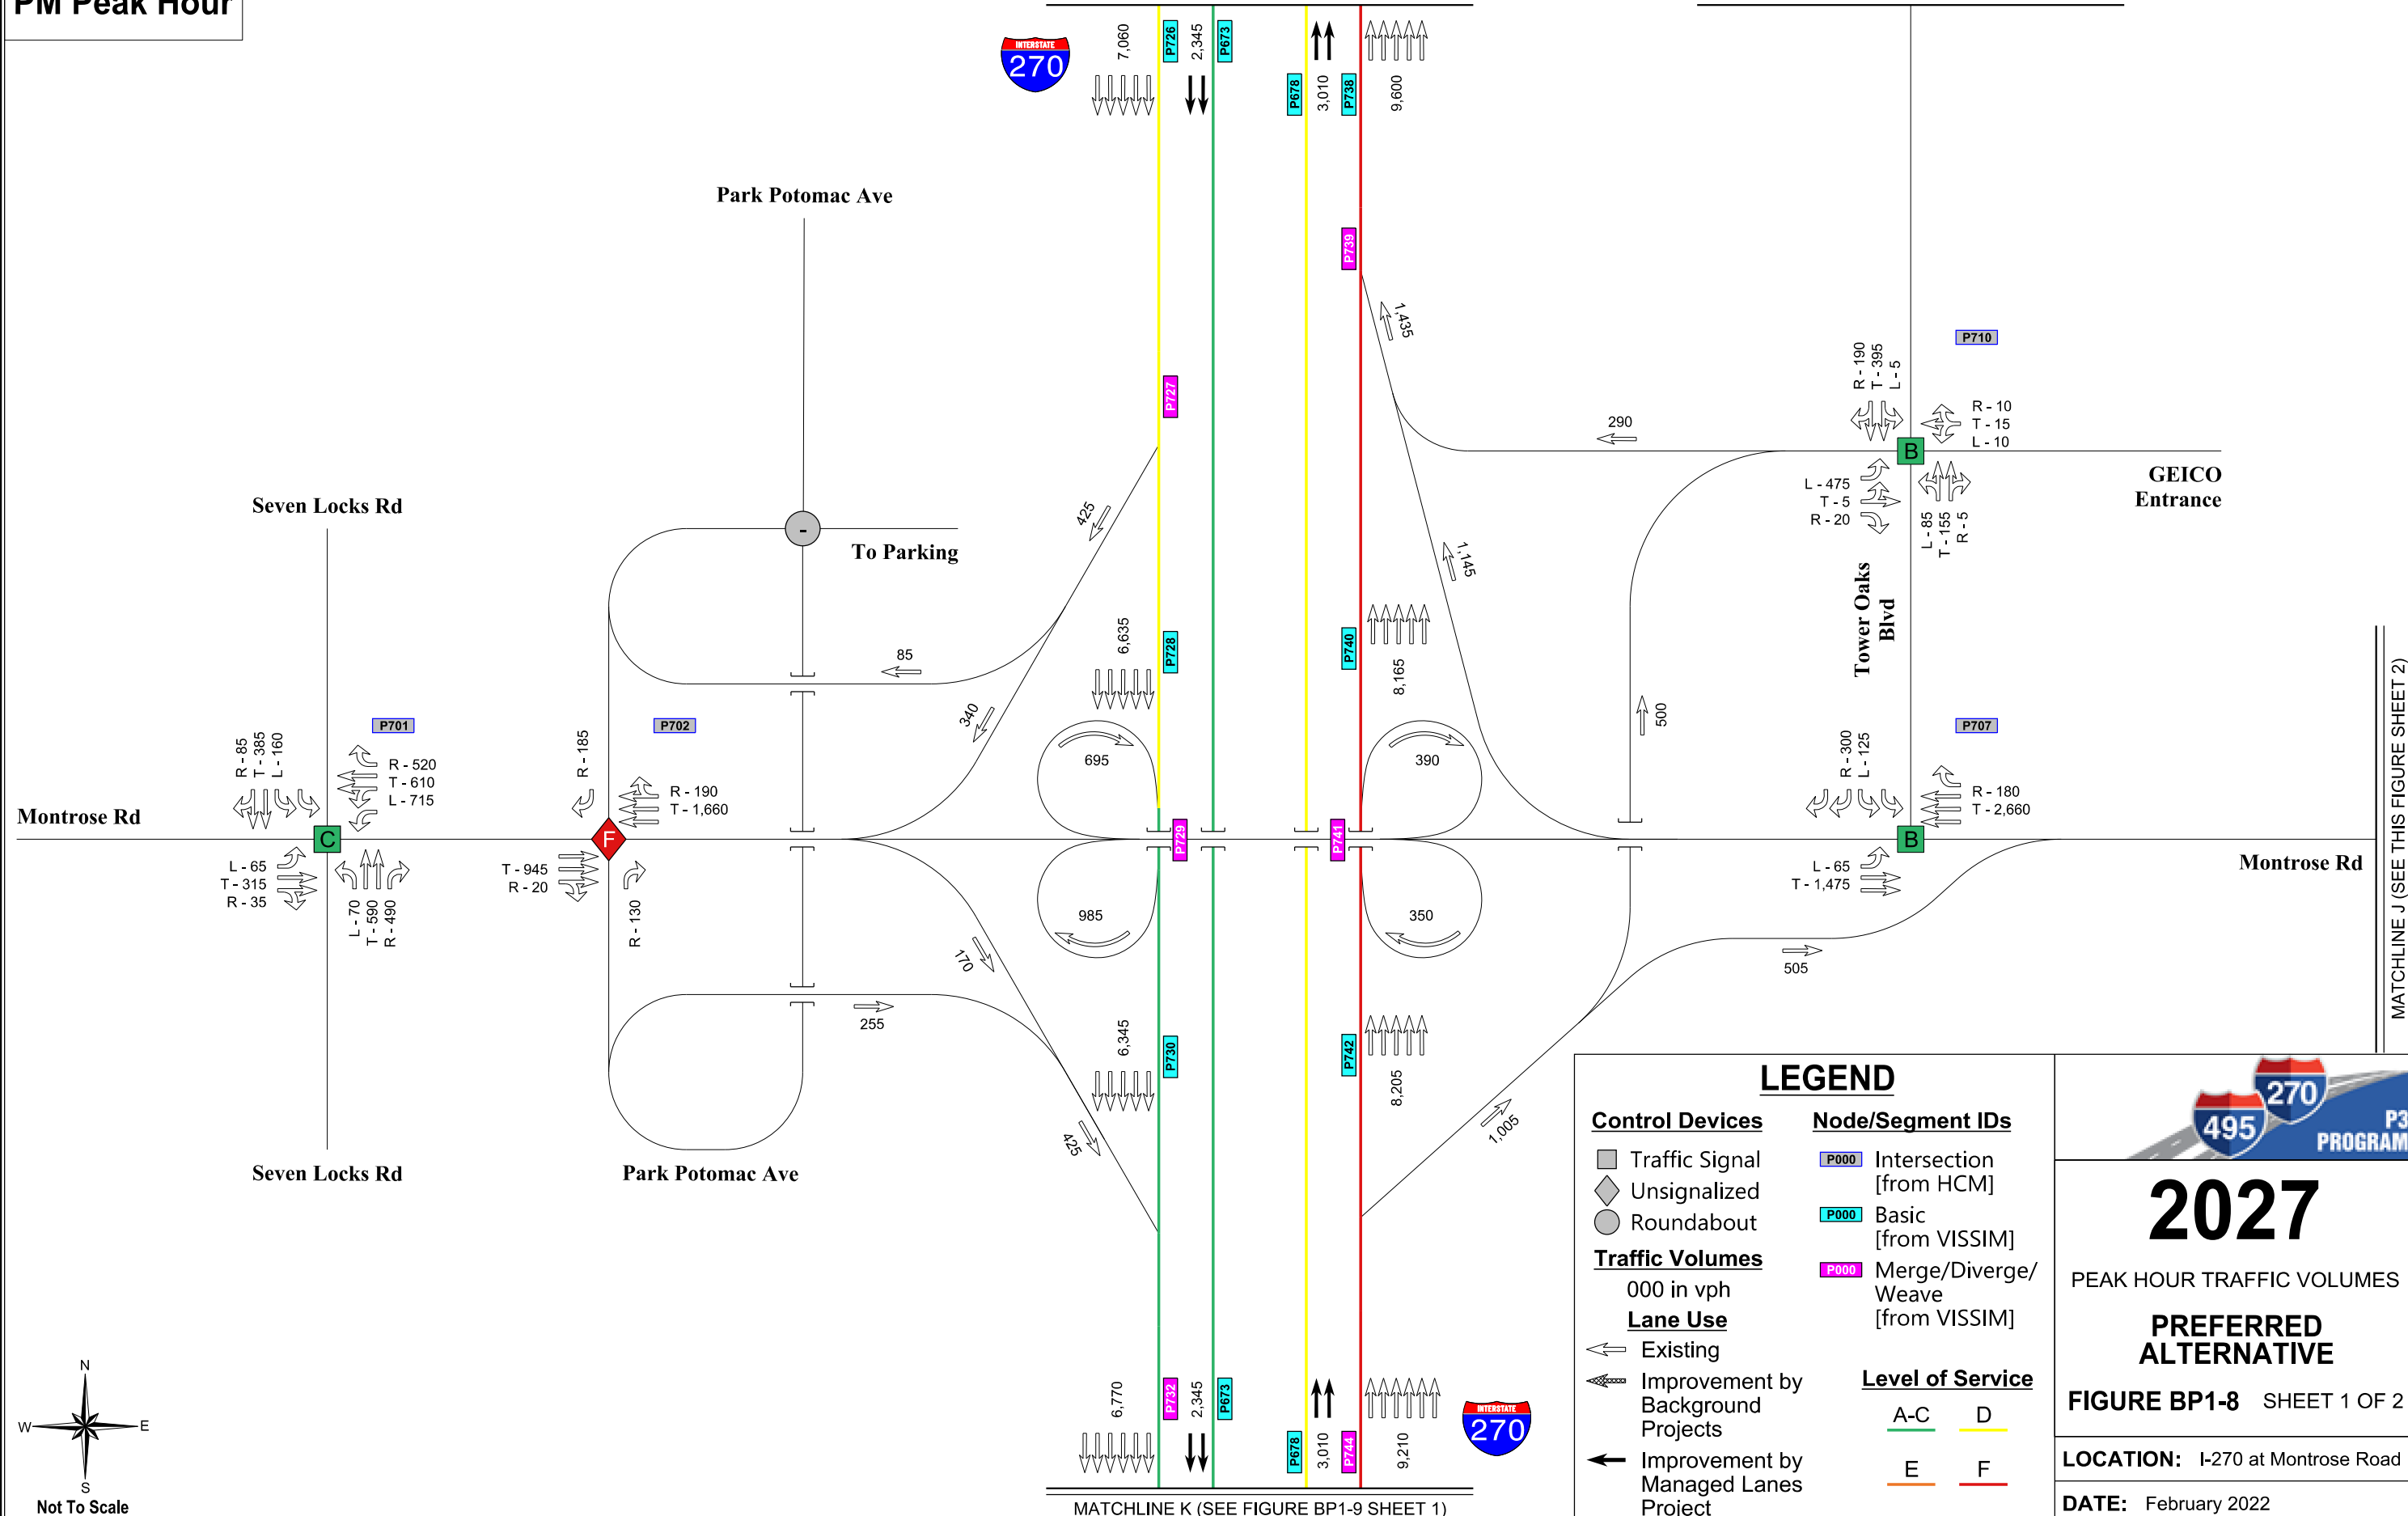 PM Peak Hour
INTERSTATE
270
7,060
P726
2,345
P673
P678
3,010
P738
9,600
Park Potomac Ave
P739
1,435
P727
P710
R - 190
T - 395
L - 5
R - 10
T - 15
L - 10
290
B
GEICO
Entrance
L - 475
T - 5
R - 20
L - 85
T - 155
R - 5
Seven Locks Rd
-
To Parking
425
1,145
Tower Oaks
Blvd
6,635
P728
P740
8,165
85
340
500
P701
P702
P707
R - 85
T - 385
L - 160
R - 520
T - 610
L - 715
R - 185
R - 190
T - 1,660
695
390
R - 300
L - 125
R - 180
T - 2,660
Montrose Rd
C
F
P729
P741
B
Montrose Rd
L - 65
T - 315
R - 35
L - 70
T - 590
R - 490
T - 945
R - 20
R - 130
985
350
L - 65
T - 1,475
MATCHLINE J (SEE THIS FIGURE SHEET 2)
170
505
255
6,345
P730
P742
8,205
425
1,005
Seven Locks Rd
Park Potomac Ave
6,770
P732
2,345
P673
P678
3,010
P744
9,210
INTERSTATE
270
MATCHLINE K (SEE FIGURE BP1-9 SHEET 1)
N
W
E
S
Not To Scale
LEGEND
Control Devices
Traffic Signal
Unsignalized
Roundabout
Traffic Volumes
000 in vph
Lane Use
Existing
Improvement by
Background
Projects
Improvement by
Managed Lanes
Project
Node/Segment IDs
P000 Intersection
[from HCM]
P000 Basic
[from VISSIM]
P000 Merge/Diverge/
Weave
[from VISSIM]
Level of Service
A-C D
E F
495
270
P3
PROGRAM
2027
PEAK HOUR TRAFFIC VOLUMES
PREFERRED
ALTERNATIVE
FIGURE BP1-8 SHEET 1 OF 2
LOCATION: I-270 at Montrose Road
DATE: February 2022